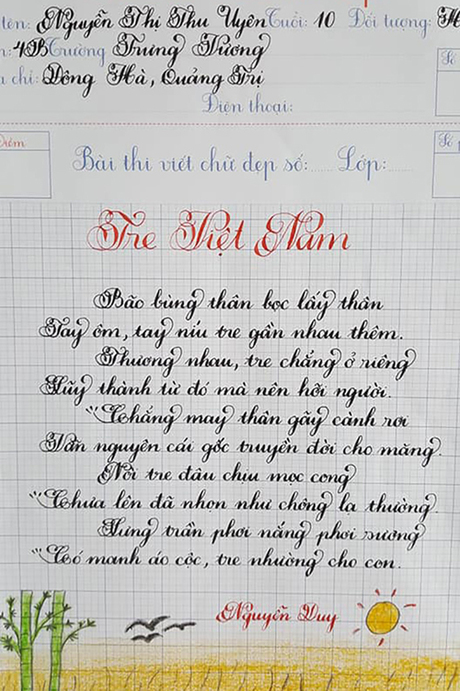 tên: Nguyễn Thị Thu Uyên Tuổi: 10 Đối tượng: H
: 4B Trường Trưng Vương
chỉ: Đông Hà, Quảng Trị
Điện thoại:
Điểm
Bài thi viết chữ đẹp số: ...... Lớp: ......
Tre Việt Nam
Bão bùng thân bọc lấy thân
Tay ôm, tay níu tre gần nhau thêm.
Thương nhau, tre chẳng ở riêng
Luỹ thành từ đó mà nên hỡi người.
Chẳng may thân gãy cành rơi
Vẫn nguyên cái gốc truyền đời cho măng.
Nòi tre đâu chịu mọc cong
Chưa lên đã nhọn như chông lạ thường.
Lưng trần phơi nắng phơi sương
Có manh áo cộc, tre nhường cho con.
Nguyễn Duy